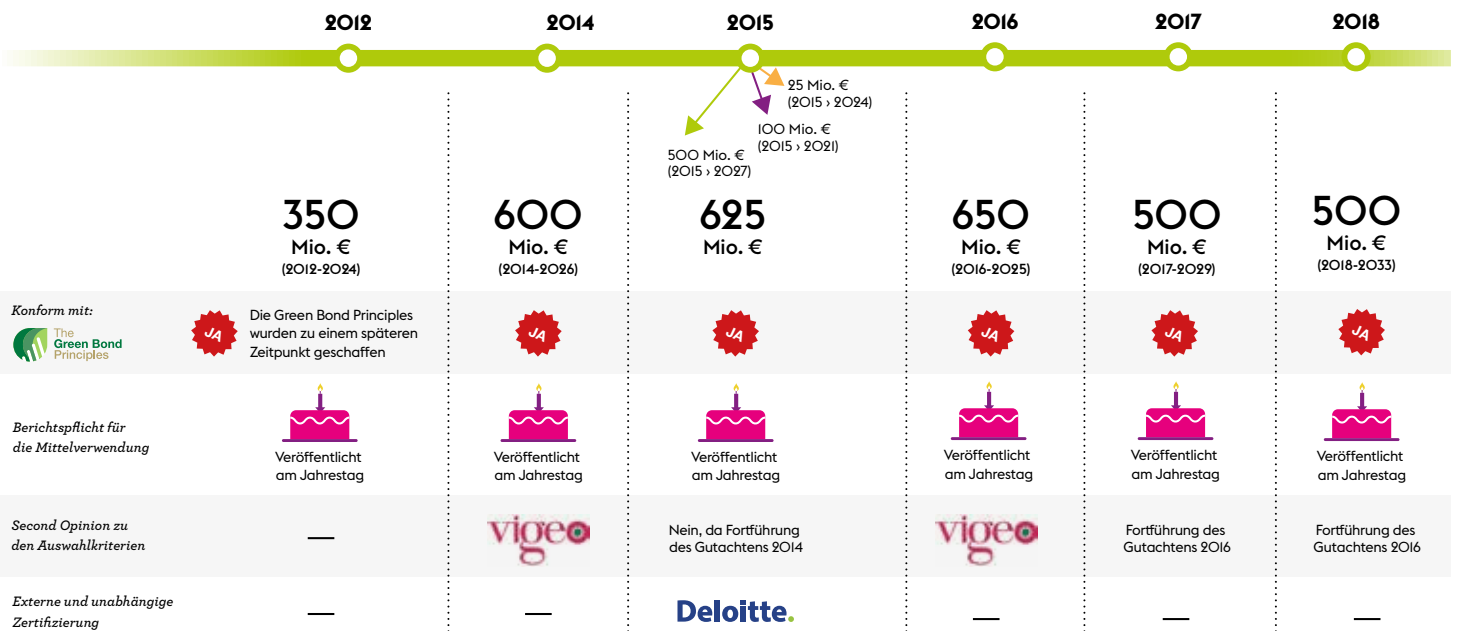 2012 2014 2015 2016 2017 2018
25 Mio. €
(2015 › 2024)
100 Mio. €
(2015 › 2021)
500 Mio. €
(2015 › 2027)
350
Mio. €
(2012-2024)
600
Mio. €
(2014-2026)
625
Mio. €
650
Mio. €
(2016-2025)
500
Mio. €
(2017-2029)
500
Mio. €
(2018-2033)
Konform mit:
The
Green Bond
Principles
JA
Die Green Bond Principles
wurden zu einem späteren
Zeitpunkt geschaffen
JA
JA
JA
JA
JA
Berichtspflicht für
die Mittelverwendung
Veröffentlicht
am Jahrestag
Veröffentlicht
am Jahrestag
Veröffentlicht
am Jahrestag
Veröffentlicht
am Jahrestag
Veröffentlicht
am Jahrestag
Veröffentlicht
am Jahrestag
Second Opinion zu
den Auswahlkriterien
—
vigeo
Nein, da Fortführung
des Gutachtens 2014
vigeo
Fortführung des
Gutachtens 2016
Fortführung des
Gutachtens 2016
Externe und unabhängige
Zertifizierung
—
—
Deloitte.
—
—
—